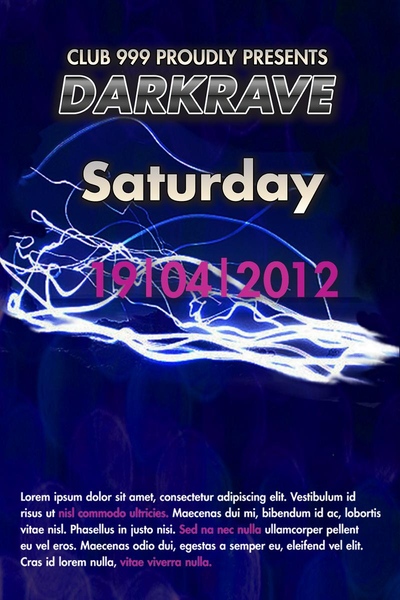 CLUB 999 PROUDLY PRESENTS
DARKRAVE
Saturday
19|04|2012
Lorem ipsum dolor sit amet, consectetur adipiscing elit. Vestibulum id
risus ut nisl commodo ultricies. Maecenas dui mi, bibendum id ac, lobortis
vitae nisl. Phasellus in justo nisi. Sed na nec nulla ullamcorper pellent
eu vel eros. Maecenas odio dui, egestas a semper eu, eleifend vel elit.
Cras id lorem nulla, vitae viverra nulla.